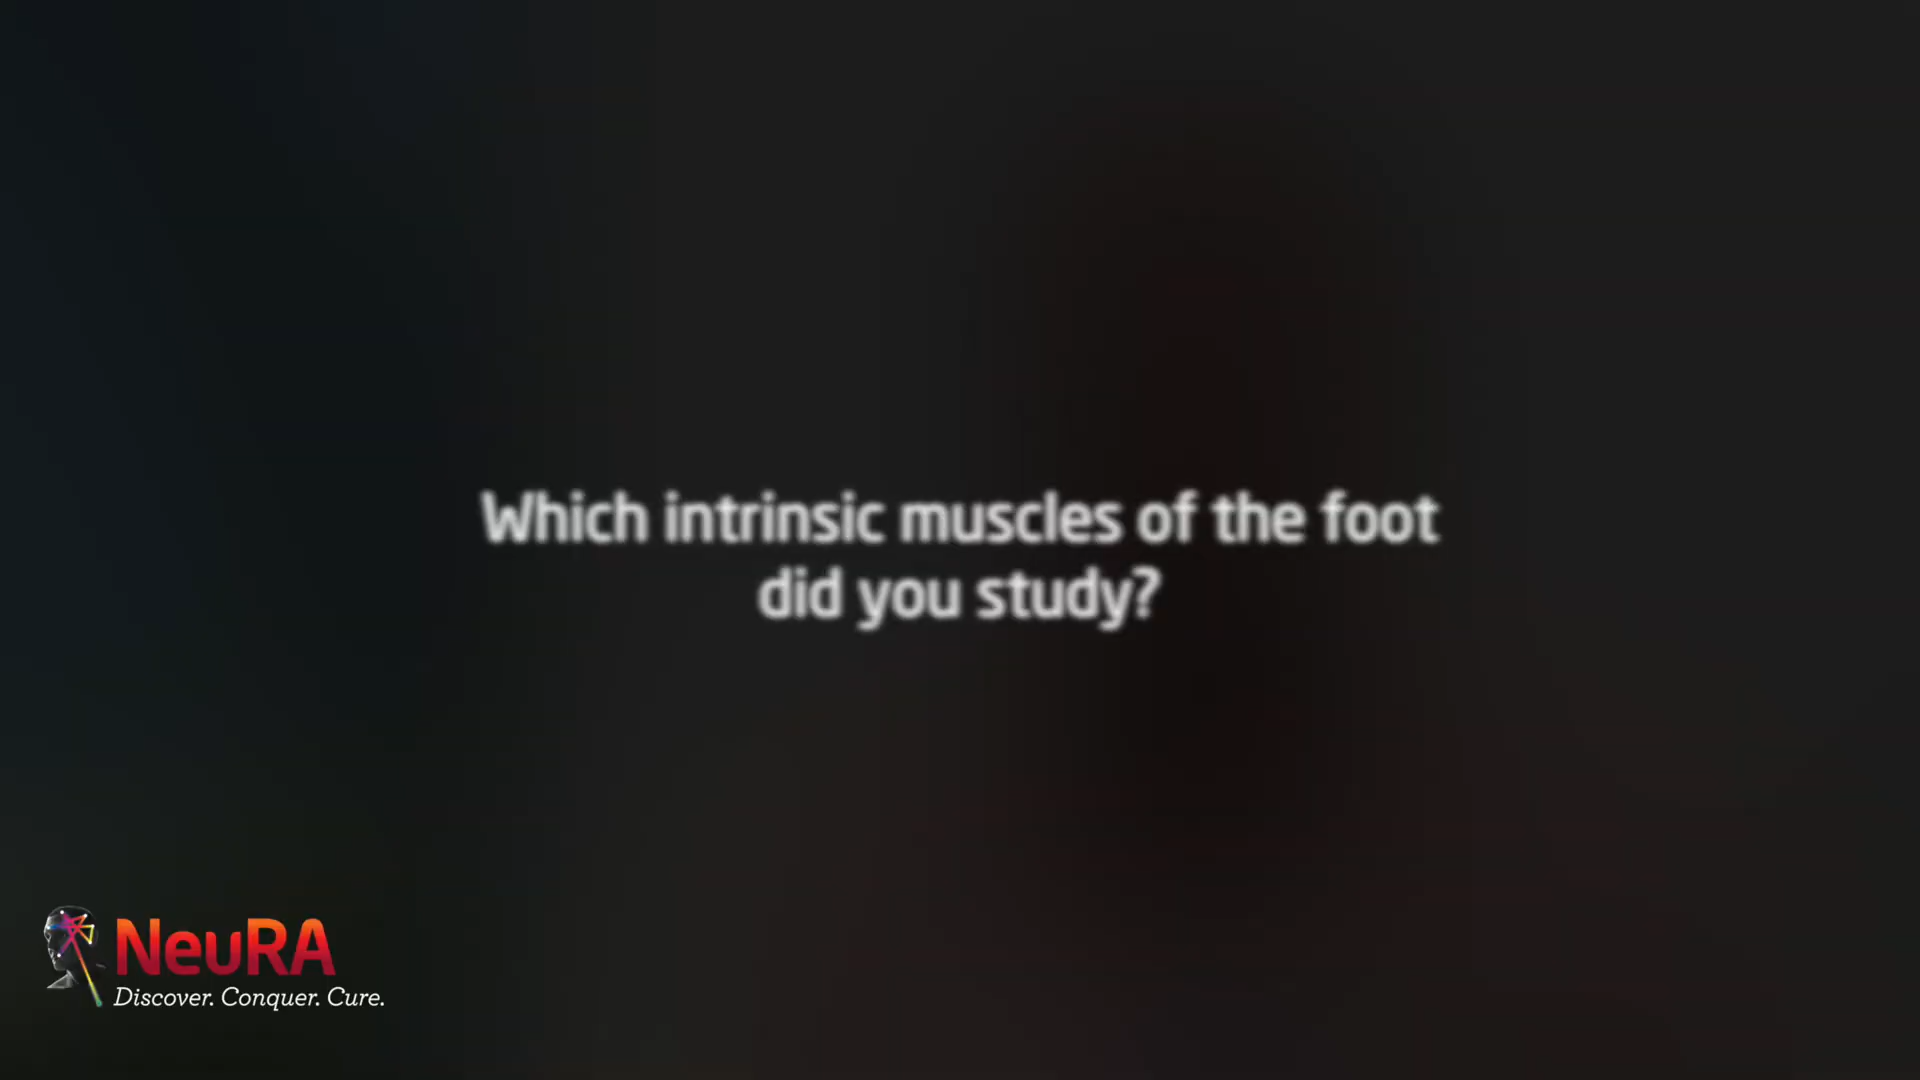 Which intrinsic muscles of the foot
did you study?
NeuRA
Discover. Conquer. Cure.